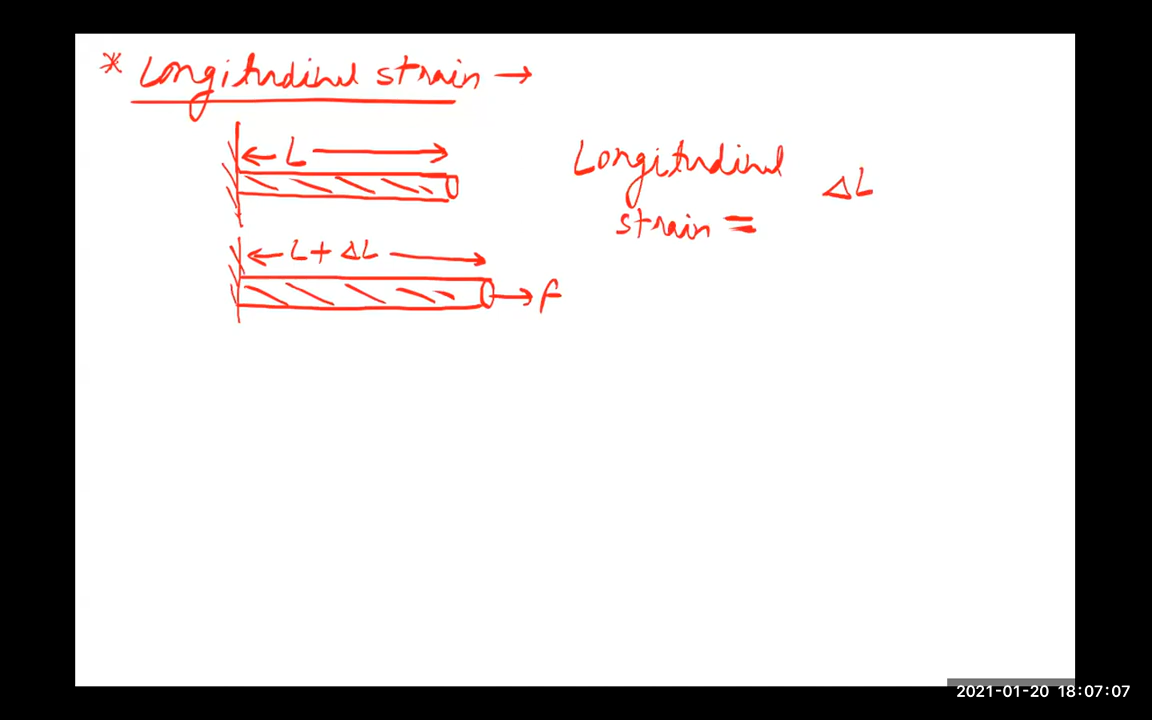 * Longitudinal strain →
← L →
Longitudinal
ΔL
strain =
← L + ΔL →
→ F
2021-01-20 18:07:07